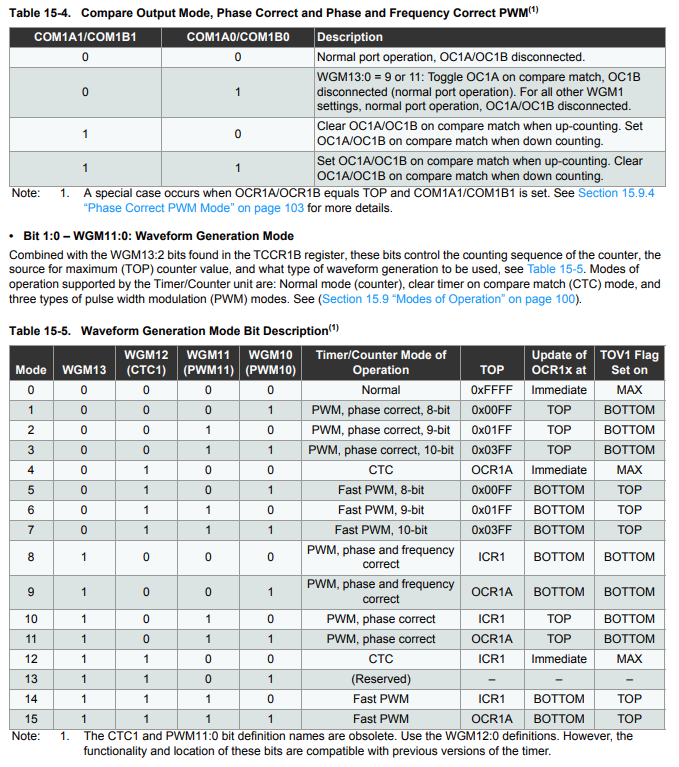 Table 15-4. Compare Output Mode, Phase Correct and Phase and Frequency Correct PWM(1)
COM1A1/COM1B1 COM1A0/COM1B0 Description
0 0 Normal port operation, OC1A/OC1B disconnected.
0 1 WGM13:0 = 9 or 11: Toggle OC1A on compare match, OC1B
disconnected (normal port operation). For all other WGM1
settings, normal port operation, OC1A/OC1B disconnected.
1 0 Clear OC1A/OC1B on compare match when up-counting. Set
OC1A/OC1B on compare match when down counting.
1 1 Set OC1A/OC1B on compare match when up-counting. Clear
OC1A/OC1B on compare match when down counting.
Note: 1. A special case occurs when OCR1A/OCR1B equals TOP and COM1A1/COM1B1 is set. See Section 15.9.4
“Phase Correct PWM Mode” on page 103 for more details.
• Bit 1:0 – WGM11:0: Waveform Generation Mode
Combined with the WGM13:2 bits found in the TCCR1B register, these bits control the counting sequence of the counter, the
source for maximum (TOP) counter value, and what type of waveform generation to be used, see Table 15-5. Modes of
operation supported by the Timer/Counter unit are: Normal mode (counter), clear timer on compare match (CTC) mode, and
three types of pulse width modulation (PWM) modes. See (Section 15.9 “Modes of Operation” on page 100).
Table 15-5. Waveform Generation Mode Bit Description(1)
Mode WGM13 WGM12 (CTC1) WGM11 (PWM11) WGM10 (PWM10) Timer/Counter Mode of Operation TOP Update of OCR1x at TOV1 Flag Set on
0 0 0 0 0 Normal 0xFFFF Immediate MAX
1 0 0 0 1 PWM, phase correct, 8-bit 0x00FF TOP BOTTOM
2 0 0 1 0 PWM, phase correct, 9-bit 0x01FF TOP BOTTOM
3 0 0 1 1 PWM, phase correct, 10-bit 0x03FF TOP BOTTOM
4 0 1 0 0 CTC OCR1A Immediate MAX
5 0 1 0 1 Fast PWM, 8-bit 0x00FF BOTTOM TOP
6 0 1 1 0 Fast PWM, 9-bit 0x01FF BOTTOM TOP
7 0 1 1 1 Fast PWM, 10-bit 0x03FF BOTTOM TOP
8 1 0 0 0 PWM, phase and frequency correct ICR1 BOTTOM BOTTOM
9 1 0 0 1 PWM, phase and frequency correct OCR1A BOTTOM BOTTOM
10 1 0 1 0 PWM, phase correct ICR1 TOP BOTTOM
11 1 0 1 1 PWM, phase correct OCR1A TOP BOTTOM
12 1 1 0 0 CTC ICR1 Immediate MAX
13 1 1 0 1 (Reserved) – – –
14 1 1 1 0 Fast PWM ICR1 BOTTOM TOP
15 1 1 1 1 Fast PWM OCR1A BOTTOM TOP
Note: 1. The CTC1 and PWM11:0 bit definition names are obsolete. Use the WGM12:0 definitions. However, the
functionality and location of these bits are compatible with previous versions of the timer.